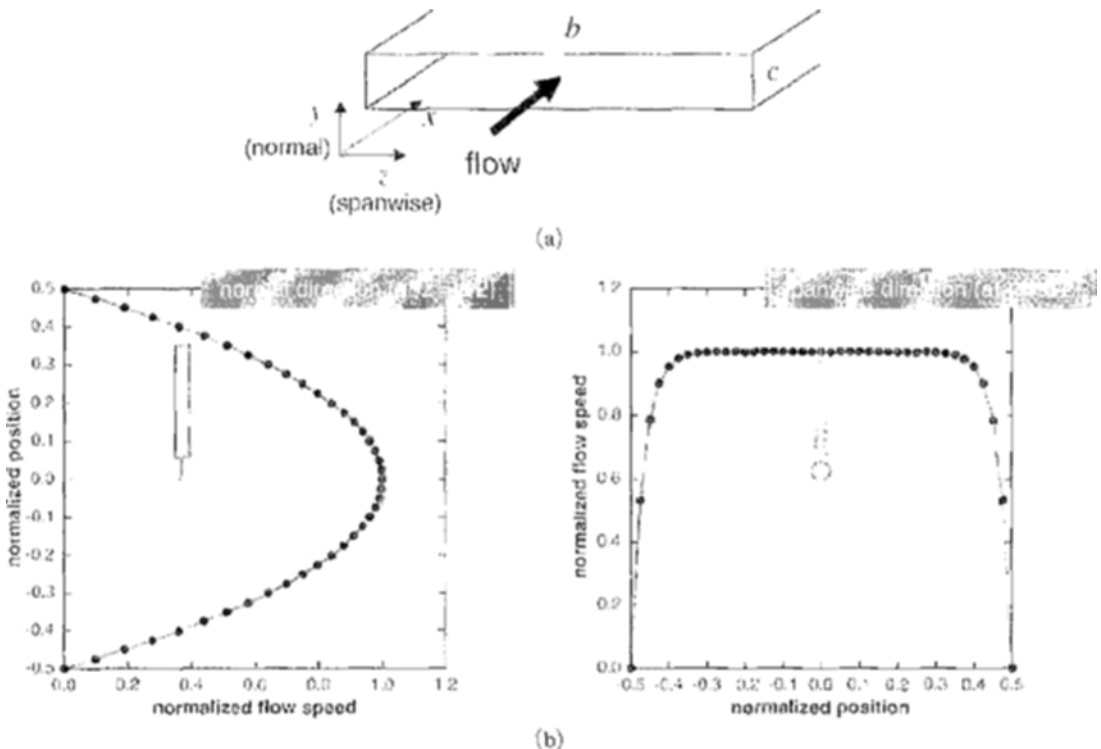 b
c
y
x
(normal)
flow
z
(spanwise)
(a)
normal direction
spanwise direction
0.5
0.4
0.3
0.2
0.1
0.0
-0.1
-0.2
-0.3
-0.4
-0.5
normalized position
0.0 0.2 0.4 0.6 0.8 1.0 1.2
normalized flow speed
1.2
1.0
0.8
0.6
0.4
0.2
0.0
normalized flow speed
-0.5 -0.4 -0.3 -0.2 -0.1 0.0 0.1 0.2 0.3 0.4 0.5
normalized position
(b)